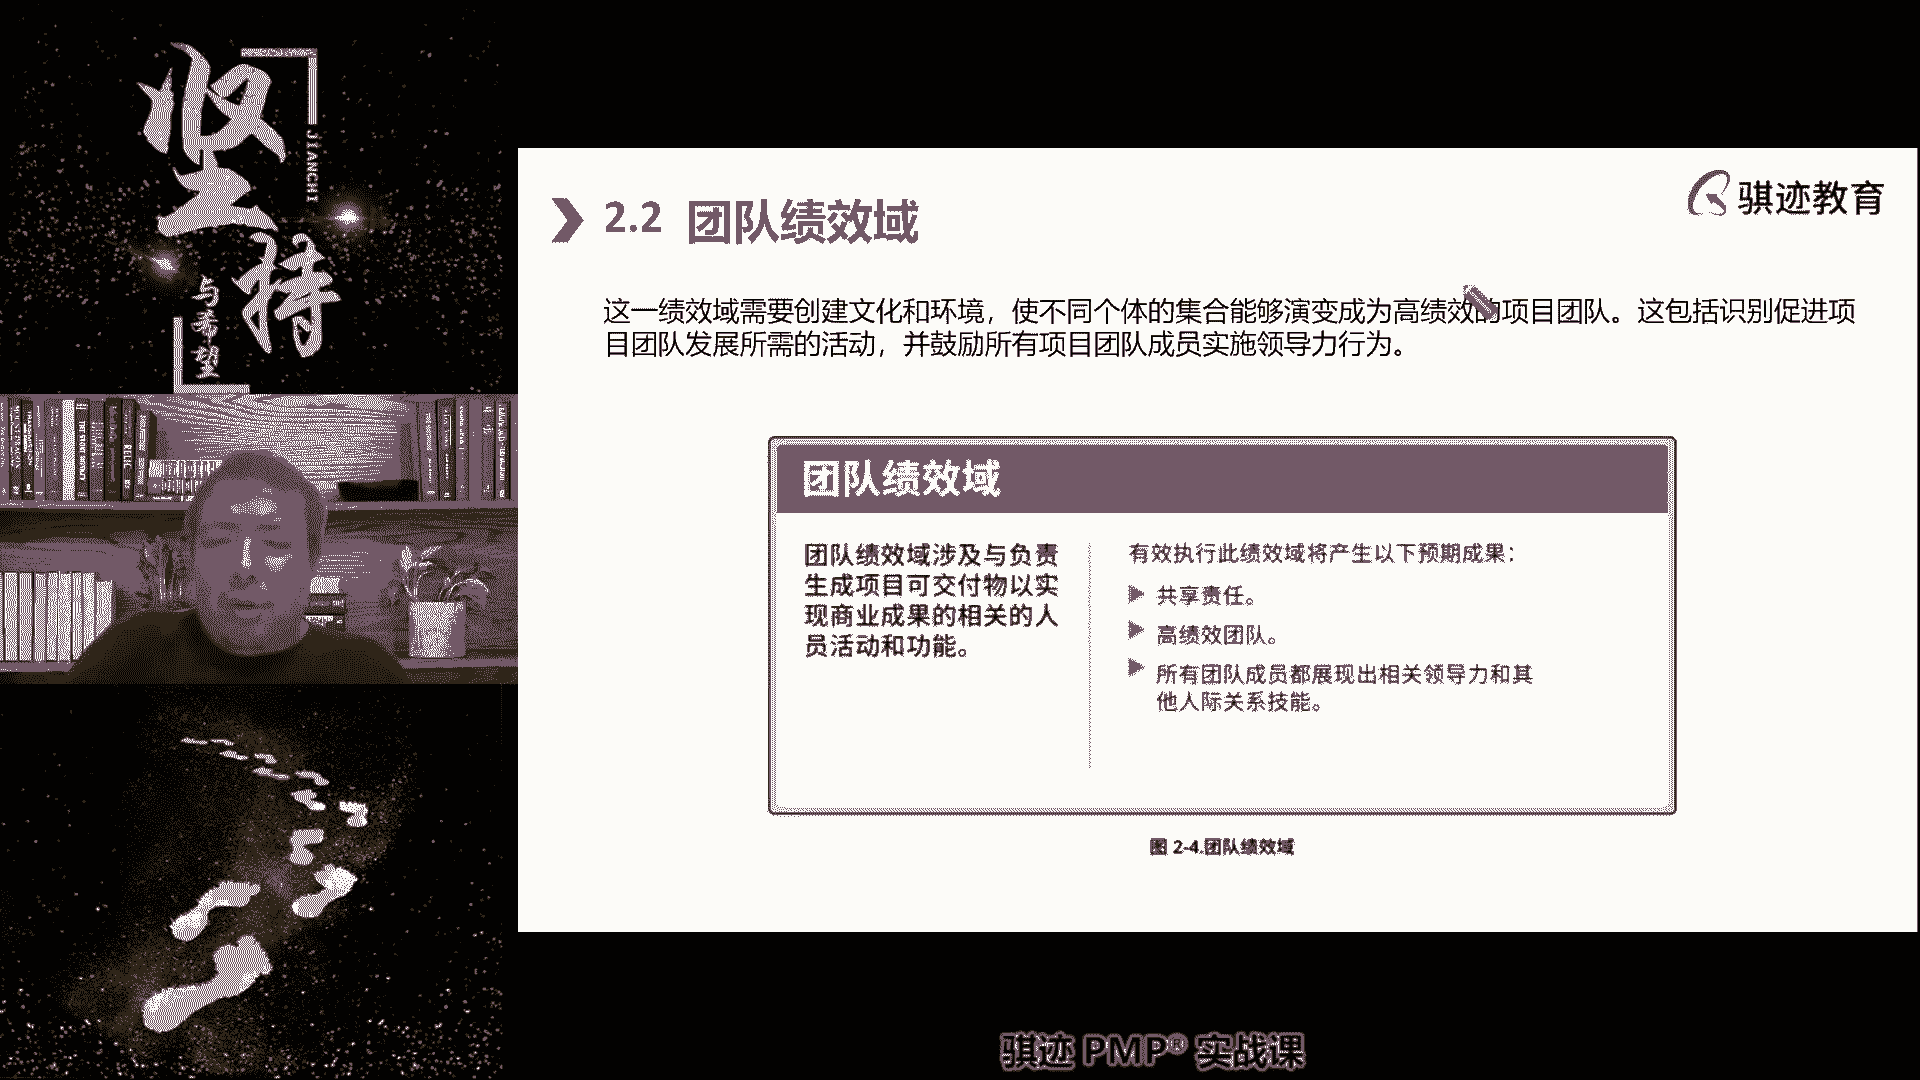 坚持
JIANCHI
与希望
骐迹教育
2.2 团队绩效域
这一绩效域需要创建文化和环境，使不同个体的集合能够演变成为高绩效的项目团队。这包括识别促进项
目团队发展所需的活动，并鼓励所有项目团队成员实施领导力行为。
团队绩效域
团队绩效域涉及与负责
生成项目可交付物以实
现商业成果的相关的人
员活动和功能。
有效执行此绩效域将产生以下预期成果：
▶ 共享责任。
▶ 高绩效团队。
▶ 所有团队成员都展现出相关领导力和其
他人际关系技能。
图 2-4.团队绩效域
骐迹 PMP® 实战课